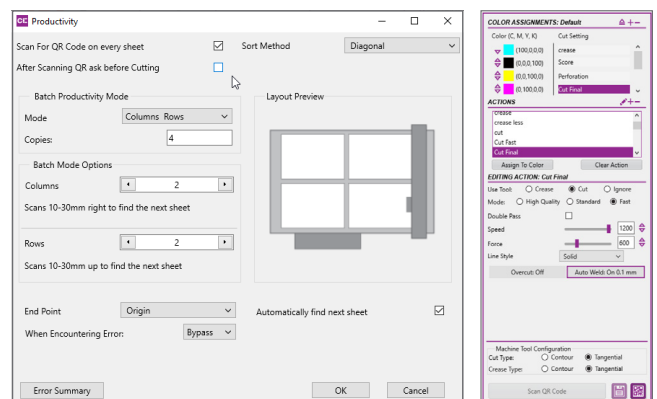 CC Productivity
Scan For QR Code on every sheet
Sort Method
Diagonal
After Scanning QR ask before Cutting
Batch Productivity Mode
Layout Preview
Mode
Columns Rows
Copies:
4
Batch Mode Options
Columns
2
Scans 10-30mm right to find the next sheet
Rows
2
Scans 10-30mm up to find the next sheet
End Point
Origin
Automatically find next sheet
When Encountering Error:
Bypass
Error Summary
OK
Cancel
COLOR ASSIGNMENTS: Default
Color (C, M, Y, K)
Cut Setting
(100,0,0,0)
crease
(0,0,0,100)
Score
(0,0,100,0)
Perforation
(0,100,0,0)
Cut Final
ACTIONS
crease
crease less
cut
Cut Fast
Cut Final
Assign To Color
Clear Action
EDITING ACTION: Cut Final
Use Tool:
Crease
Cut
Ignore
Mode:
High Quality
Standard
Fast
Double Pass
Speed
1200
Force
600
Line Style
Solid
Overcut: Off
Auto Weld: On 0.1 mm
Machine Tool Configuration
Cut Type:
Contour
Tangential
Crease Type:
Contour
Tangential
Scan QR Code